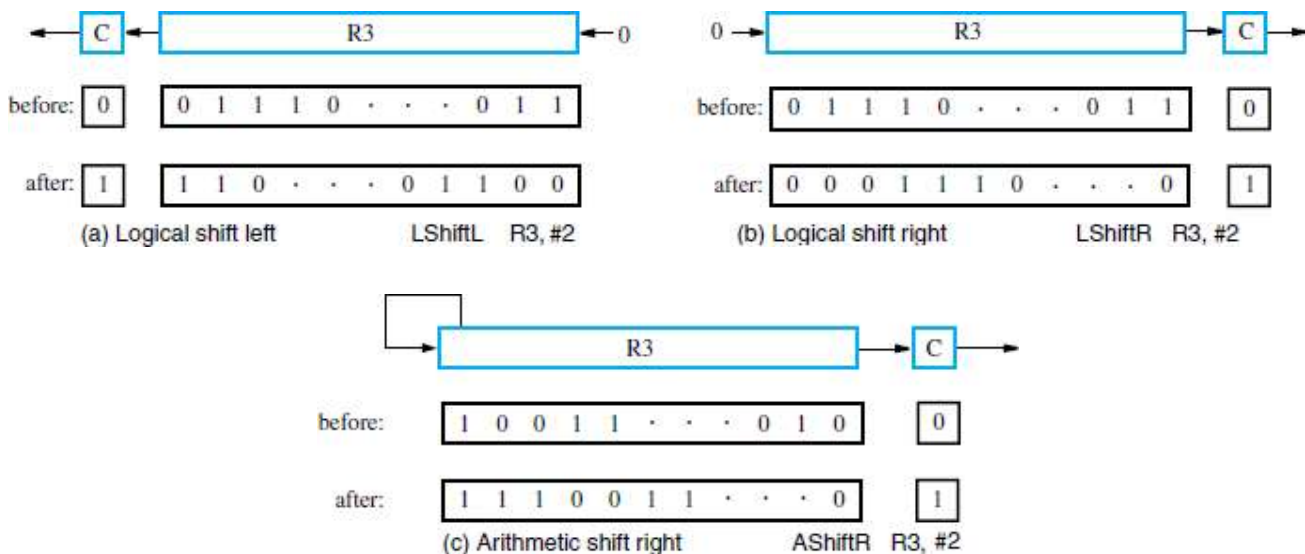 C R3 0
before: 0 0 1 1 1 0 · · · 0 1 1
after: 1 1 1 0 · · · 0 1 1 0 0
(a) Logical shift left LShiftL R3, #2
0 R3 C
before: 0 1 1 1 0 · · · 0 1 1 0
after: 0 0 0 1 1 1 0 · · · 0 1
(b) Logical shift right LShiftR R3, #2
R3 C
before: 1 0 0 1 1 · · · 0 1 0 0
after: 1 1 1 0 0 1 1 · · · 0 1
(c) Arithmetic shift right AShiftR R3, #2